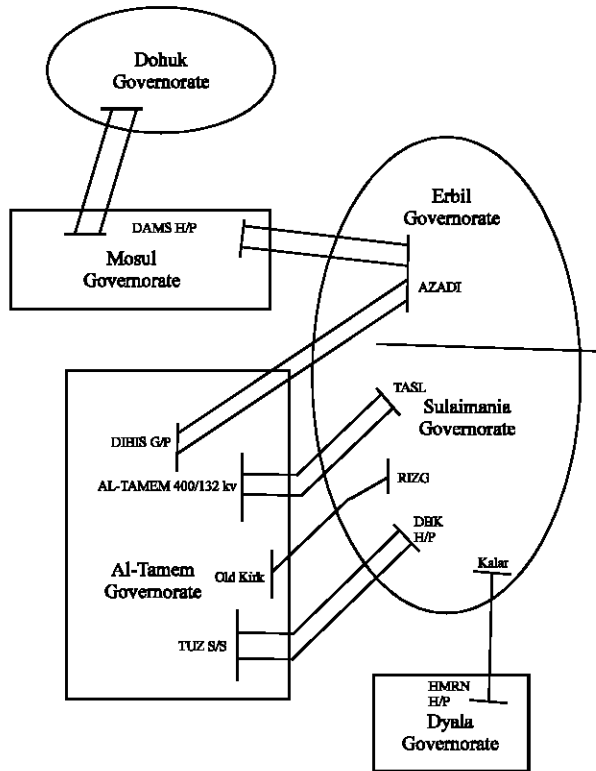 Dohuk
Governorate
DAMS H/P
Mosul
Governorate
Erbil
Governorate
AZADI
TASL
Sulaimania
Governorate
DIHIS G/P
AL-TAMEM 400/132 kv
RIZG
DBK
H/P
Al-Tamem
Governorate
Old Kirk
Kalar
TUZ S/S
HMRN
H/P
Dyala
Governorate